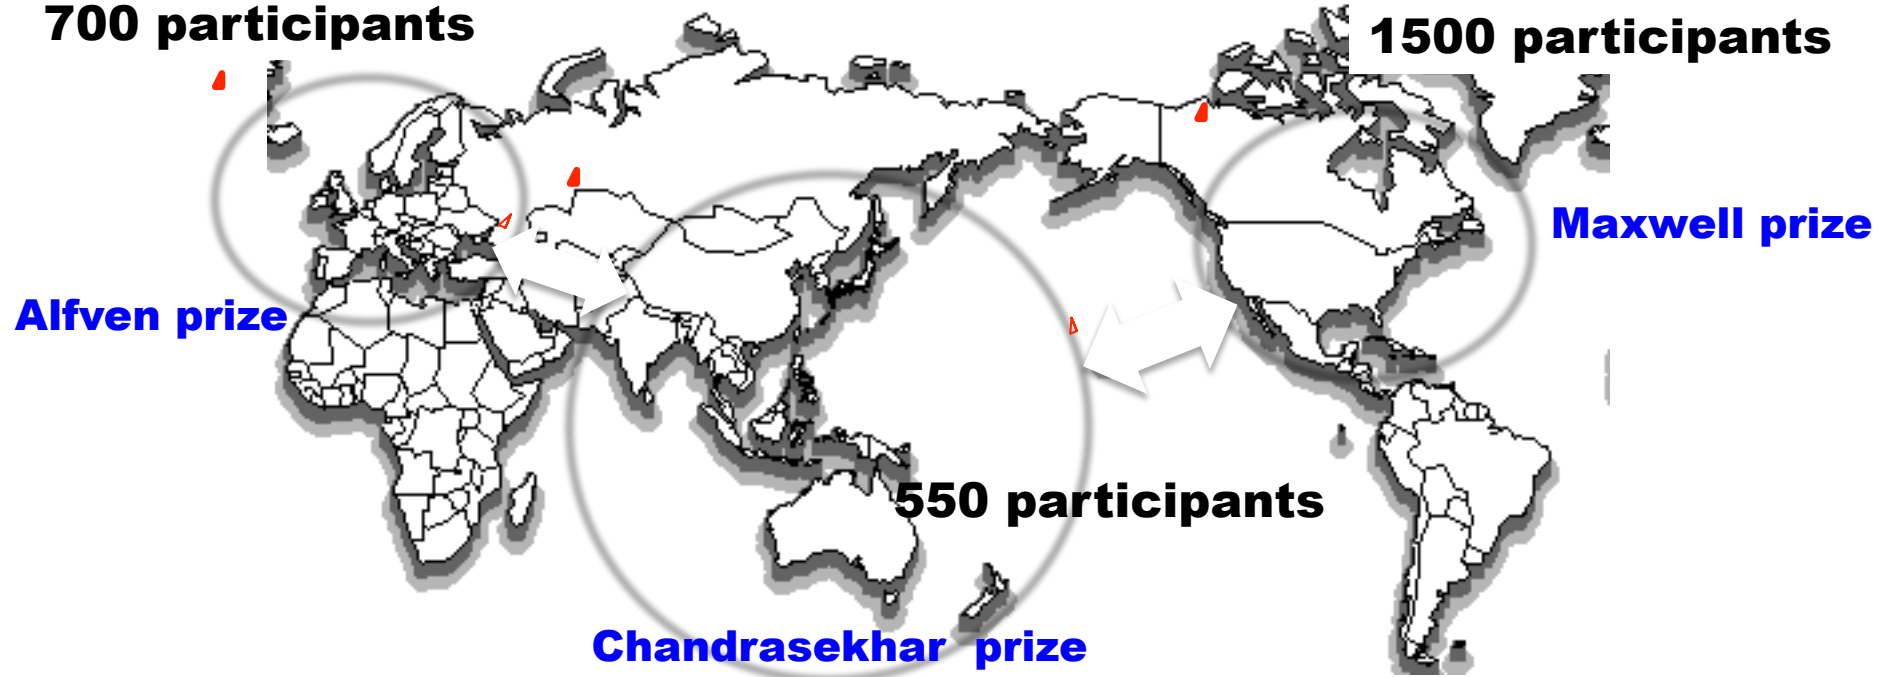 700 participants
1500 participants
Maxwell prize
Alfven prize
550 participants
Chandrasekhar prize